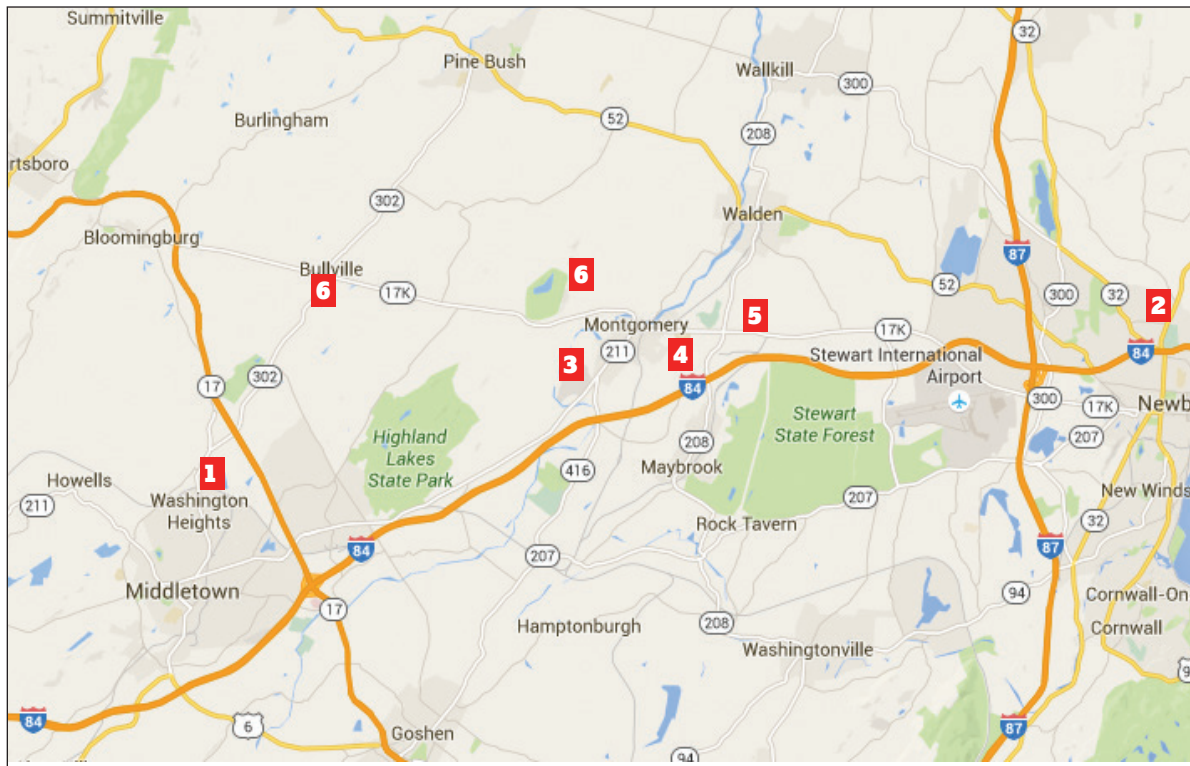 Summitville
32
Pine Bush
Wallkill
300
52
Burlingham
208
rtsboro
302
Walden
Bloomingburg
87
Bullville
6
6
17K
52
300
32
2
5
Montgomery
17K
211
4
84
3
Stewart International
Airport
84
302
17
300
17K
Newb
Stewart
State Forest
207
Highland
Lakes
State Park
208
Maybrook
1
416
Howells
Washington
Heights
211
207
New Winds
Rock Tavern
32
84
87
207
Middletown
94
Cornwall-On
17
208
Hamptonburgh
Cornwall
Washingtonville
84
6
87
Goshen
94